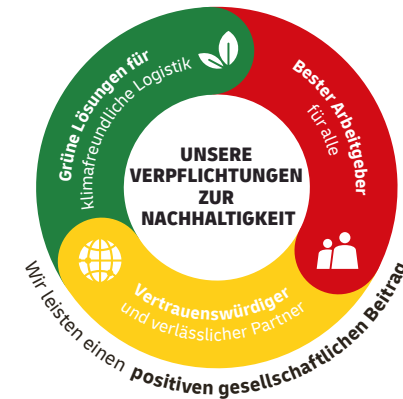 Grüne Lösungen für
klimafreundliche Logistik
Bester Arbeitgeber
für alle
UNSERE
VERPFLICHTUNGEN
ZUR
NACHHALTIGKEIT
Vertrauenswürdiger
und verlässlicher Partner
Wir leisten einen positiven gesellschaftlichen Beitrag